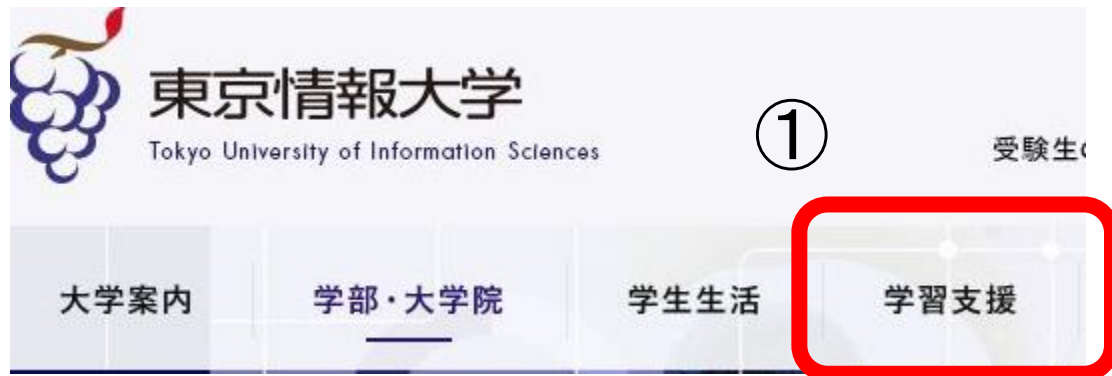 東京情報大学
Tokyo University of Information Sciences
①
受験生
大学案内
学部・大学院
学生生活
学習支援